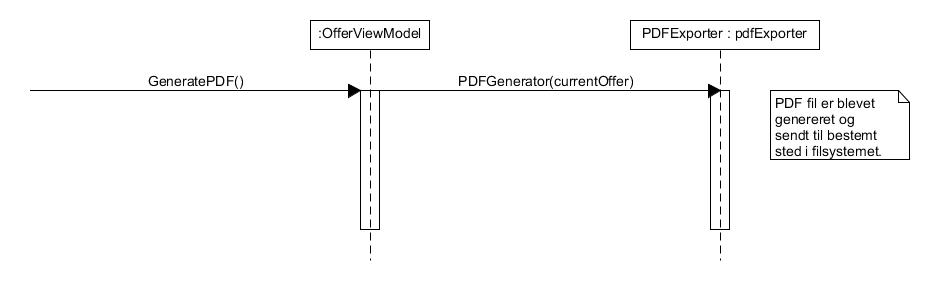 :OfferViewModel
PDFExporter : pdfExporter
GeneratePDF()
PDFGenerator(currentOffer)
PDF fil er blevet
genereret og
sendt til bestemt
sted i filsystemet.